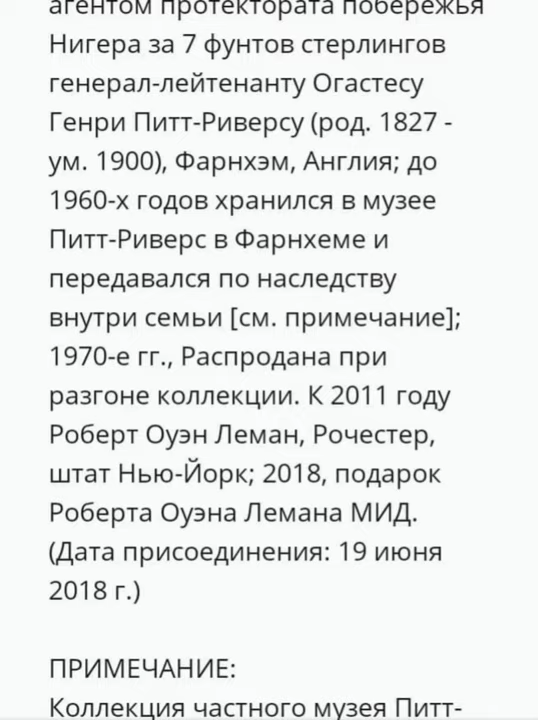 агентом протектората побережья
Нигера за 7 фунтов стерлингов
генерал-лейтенанту Огастесу
Генри Питт-Риверсу (род. 1827 -
ум. 1900), Фарнхэм, Англия; до
1960-х годов хранился в музее
Питт-Риверс в Фарнхеме и
передавался по наследству
внутри семьи [см. примечание];
1970-е гг., Распродана при
разгоне коллекции. К 2011 году
Роберт Оуэн Леман, Рочестер,
штат Нью-Йорк; 2018, подарок
Роберта Оуэна Лемана МИД.
(Дата присоединения: 19 июня
2018 г.)
ПРИМЕЧАНИЕ:
Коллекция частного музея Питт-